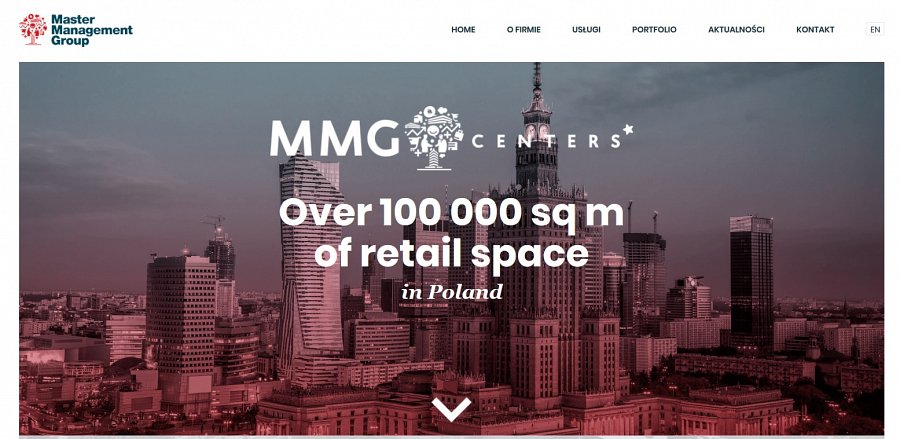 Master
Management
Group
HOME
O FIRMIE
USŁUGI
PORTFOLIO
AKTUALNOŚCI
KONTAKT
EN
MMG CENTERS
Over 100 000 sq m
of retail space
in Poland